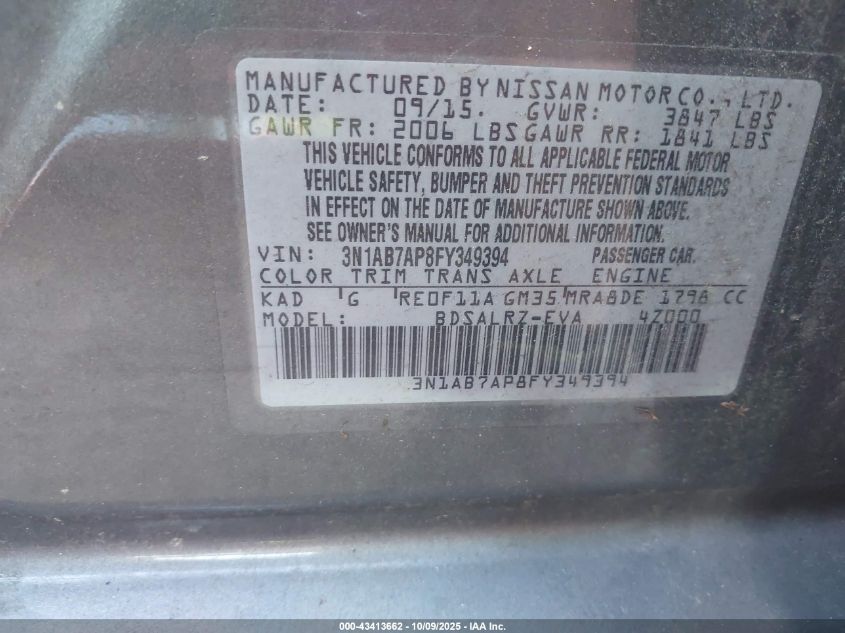 MANUFACTURED BY NISSAN MOTOR CO., LTD.
DATE: 09/15. GVWR: 3847 LBS
GAWR FR: 2006 LBS GAWR RR: 1841 LBS
THIS VEHICLE CONFORMS TO ALL APPLICABLE FEDERAL MOTOR
VEHICLE SAFETY, BUMPER AND THEFT PREVENTION STANDARDS
IN EFFECT ON THE DATE OF MANUFACTURE SHOWN ABOVE.
SEE OWNER'S MANUAL FOR ADDITIONAL INFORMATION.
VIN: 3N1AB7AP8FY349394 PASSENGER CAR.
COLOR TRIM TRANS AXLE ENGINE
KAD G RE0F11A GM35 MRA8DE 1798 CC
MODEL: BDSALRZ-EVA 4Z000
3N1AB7AP8FY349394
000-43413662 - 10/09/2025 - IAA Inc.